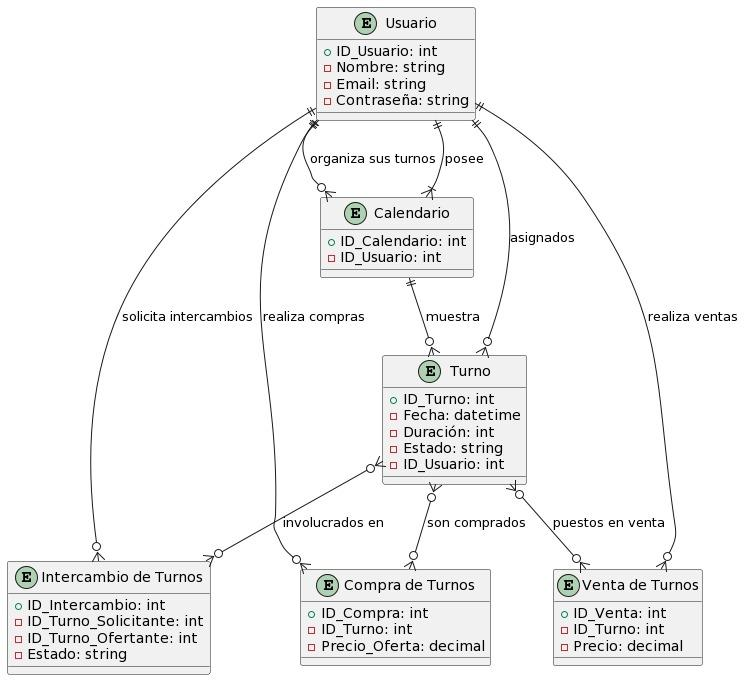 E Usuario
ID_Usuario: int
Nombre: string
Email: string
Contraseña: string
organiza sus turnos
posee
E Calendario
ID_Calendario: int
ID_Usuario: int
asignados
solicita intercambios
realiza compras
muestra
realiza ventas
E Turno
ID_Turno: int
Fecha: datetime
Duración: int
Estado: string
ID_Usuario: int
involucrados en
son comprados
puestos en venta
E Intercambio de Turnos
ID_Intercambio: int
ID_Turno_Solicitante: int
ID_Turno_Ofertante: int
Estado: string
E Compra de Turnos
ID_Compra: int
ID_Turno: int
Precio_Oferta: decimal
E Venta de Turnos
ID_Venta: int
ID_Turno: int
Precio: decimal